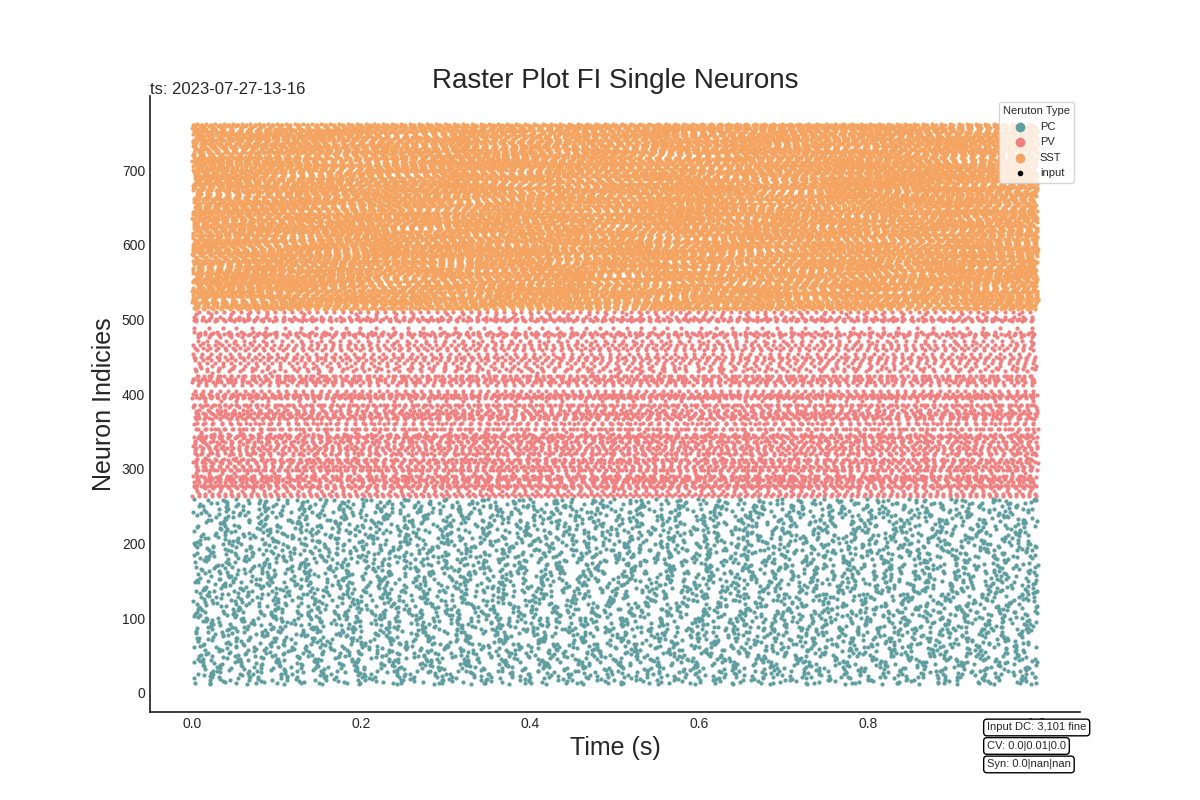 Raster Plot FI Single Neurons
ts: 2023-07-27-13-16
Neruton Type
PC
PV
SST
input
700
600
500
400
300
200
100
0
Neuron Indicies
0.0 0.2 0.4 0.6 0.8
Time (s)
Input DC: 3,101 fine
CV: 0.0|0.01|0.0
Syn: 0.0|nan|nan